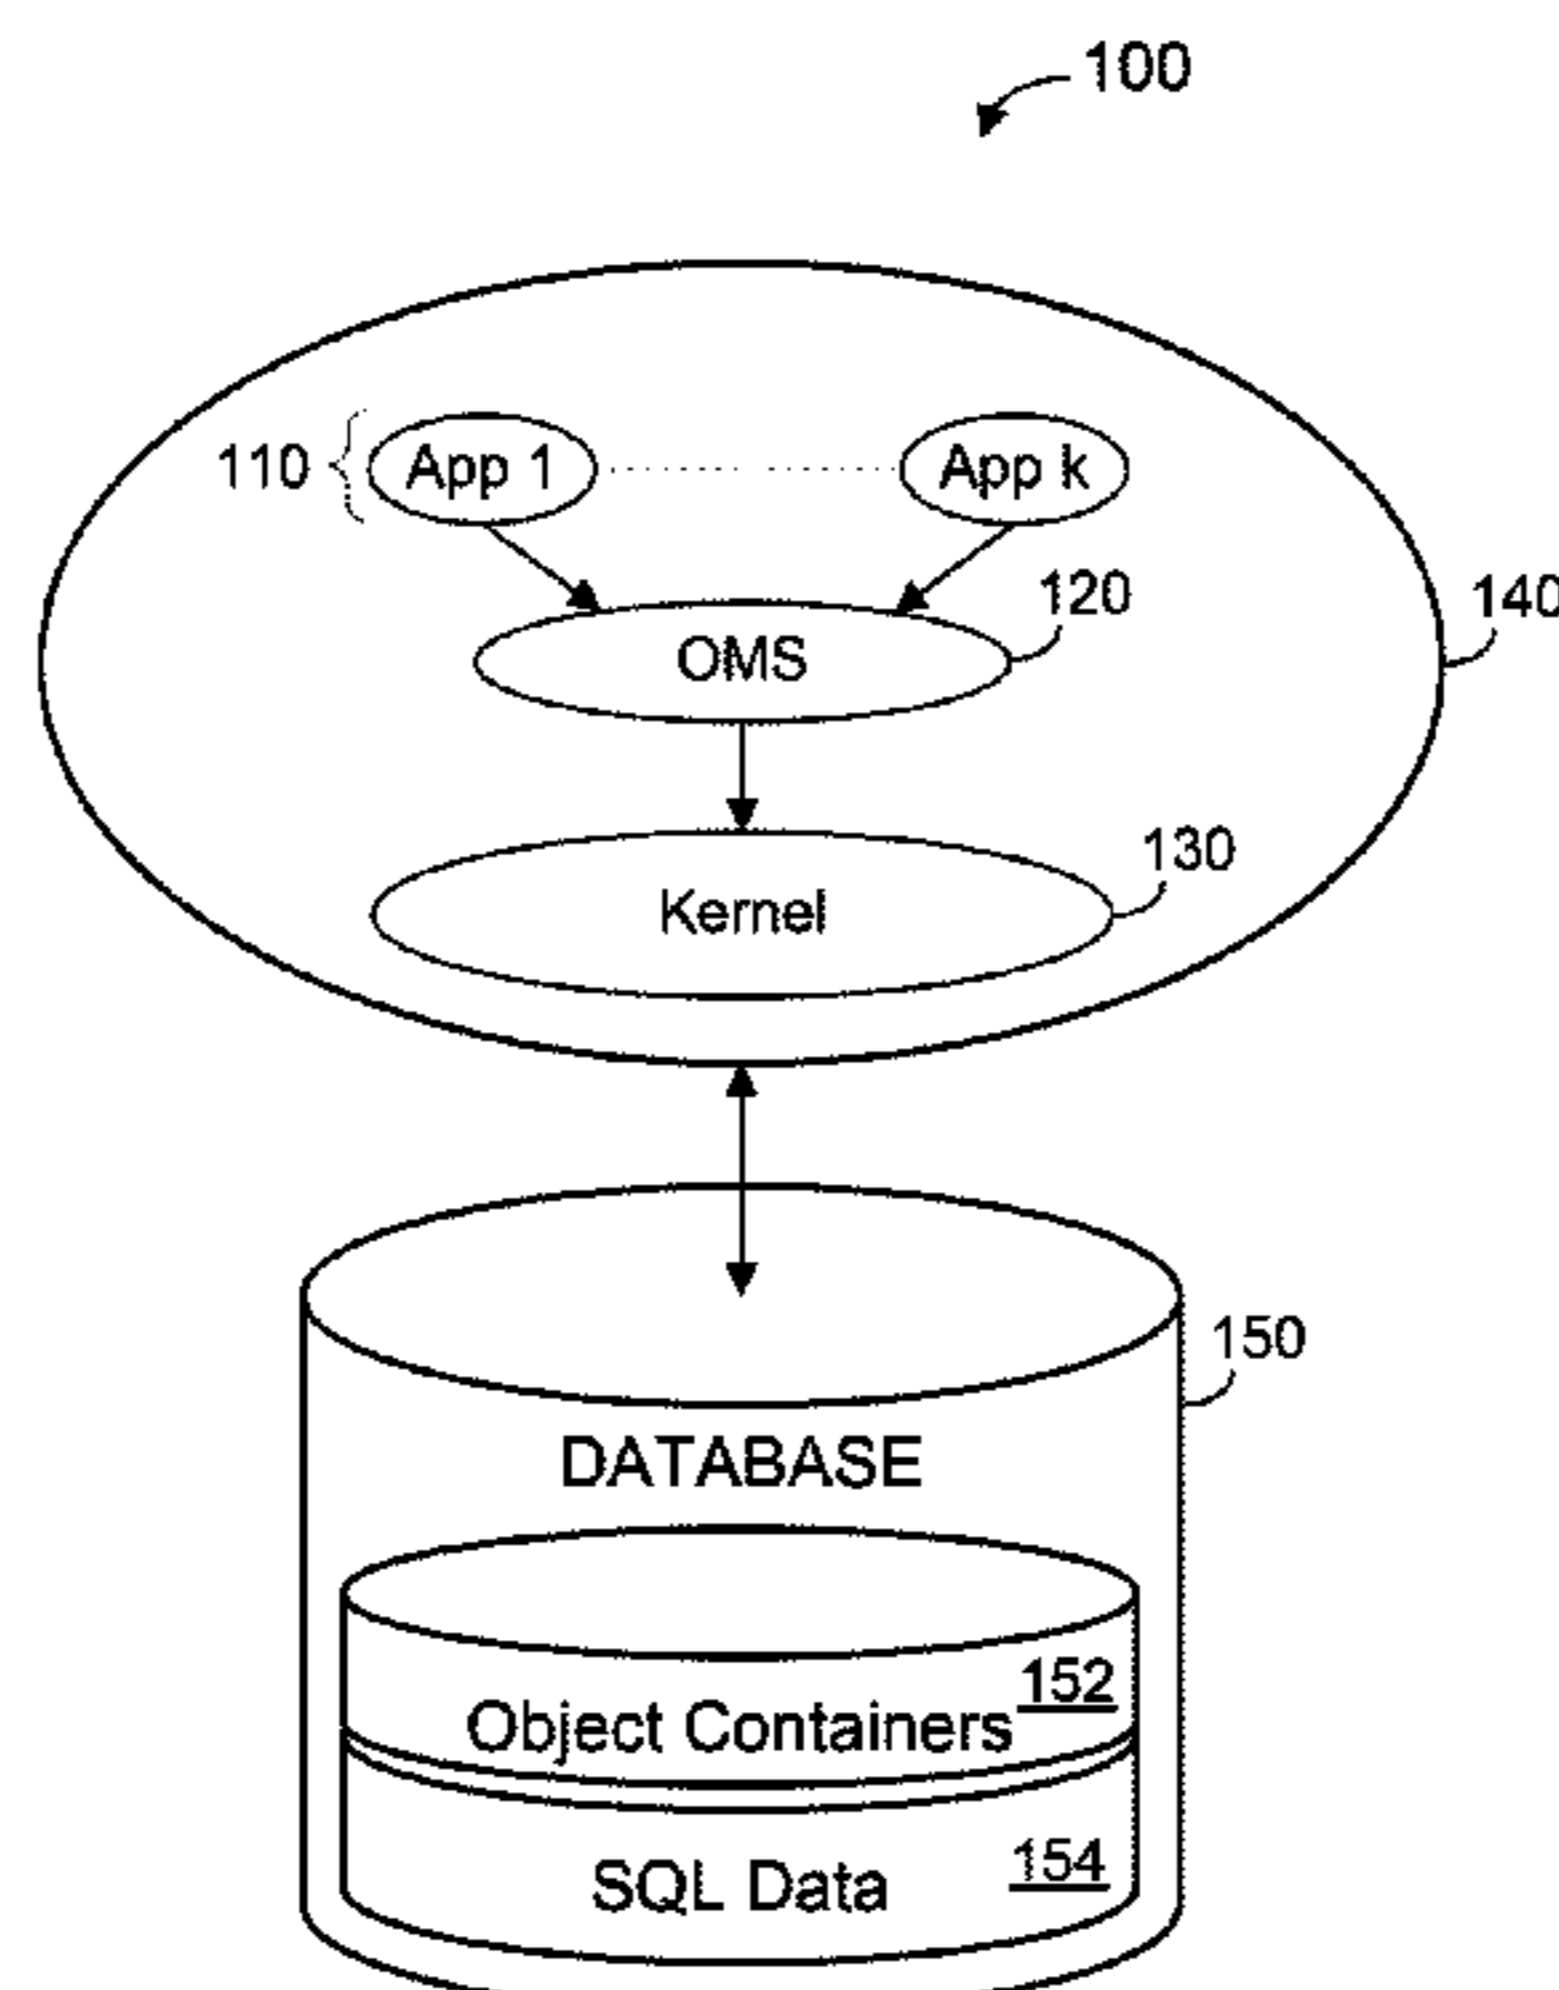 100
110 App 1 App k
120
140
OMS
130
Kernel
150
DATABASE
152
Object Containers
154
SQL Data